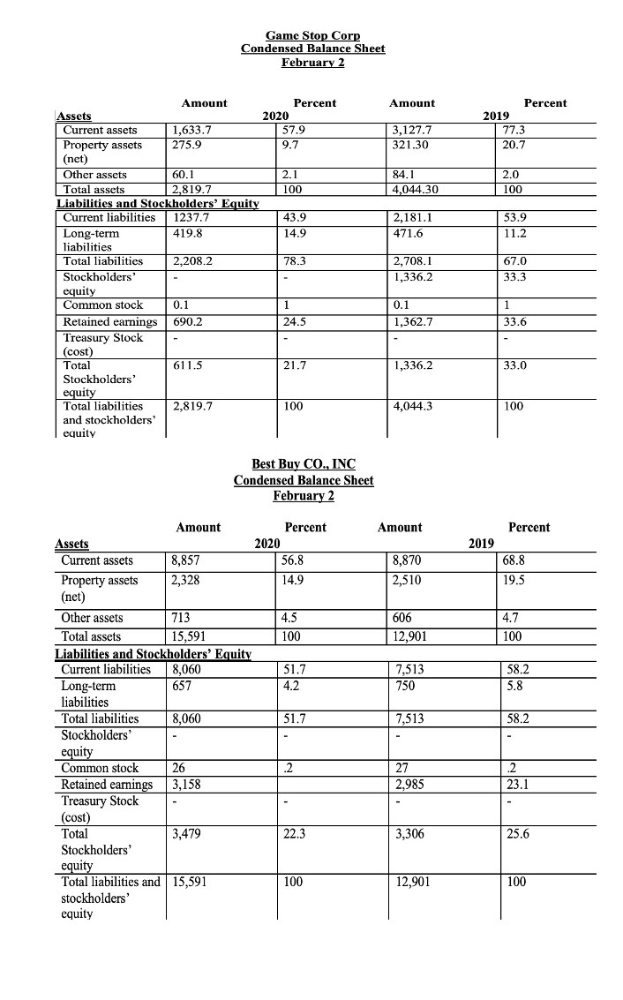 Game Stop Corp
Condensed Balance Sheet
February 2
Amount Percent Amount Percent
Assets 2020 2019
Current assets 1,633.7 57.9 3,127.7 77.3
Property assets 275.9 9.7 321.30 20.7
(net)
Other assets 60.1 2.1 84.1 2.0
Total assets 2,819.7 100 4,044.30 100
Liabilities and Stockholders’ Equity
Current liabilities 1237.7 43.9 2,181.1 53.9
Long-term 419.8 14.9 471.6 11.2
liabilities
Total liabilities 2,208.2 78.3 2,708.1 67.0
Stockholders’ - - 1,336.2 33.3
equity
Common stock 0.1 1 0.1 1
Retained earnings 690.2 24.5 1,362.7 33.6
Treasury Stock - - - -
(cost)
Total 611.5 21.7 1,336.2 33.0
Stockholders’
equity
Total liabilities 2,819.7 100 4,044.3 100
and stockholders’
equity
Best Buy CO., INC
Condensed Balance Sheet
February 2
Amount Percent Amount Percent
Assets 2020 2019
Current assets 8,857 56.8 8,870 68.8
Property assets 2,328 14.9 2,510 19.5
(net)
Other assets 713 4.5 606 4.7
Total assets 15,591 100 12,901 100
Liabilities and Stockholders’ Equity
Current liabilities 8,060 51.7 7,513 58.2
Long-term 657 4.2 750 5.8
liabilities
Total liabilities 8,060 51.7 7,513 58.2
Stockholders’ - - - -
equity
Common stock 26 .2 27 .2
Retained earnings 3,158 2,985 23.1
Treasury Stock - - - -
(cost)
Total 3,479 22.3 3,306 25.6
Stockholders’
equity
Total liabilities and 15,591 100 12,901 100
stockholders’
equity